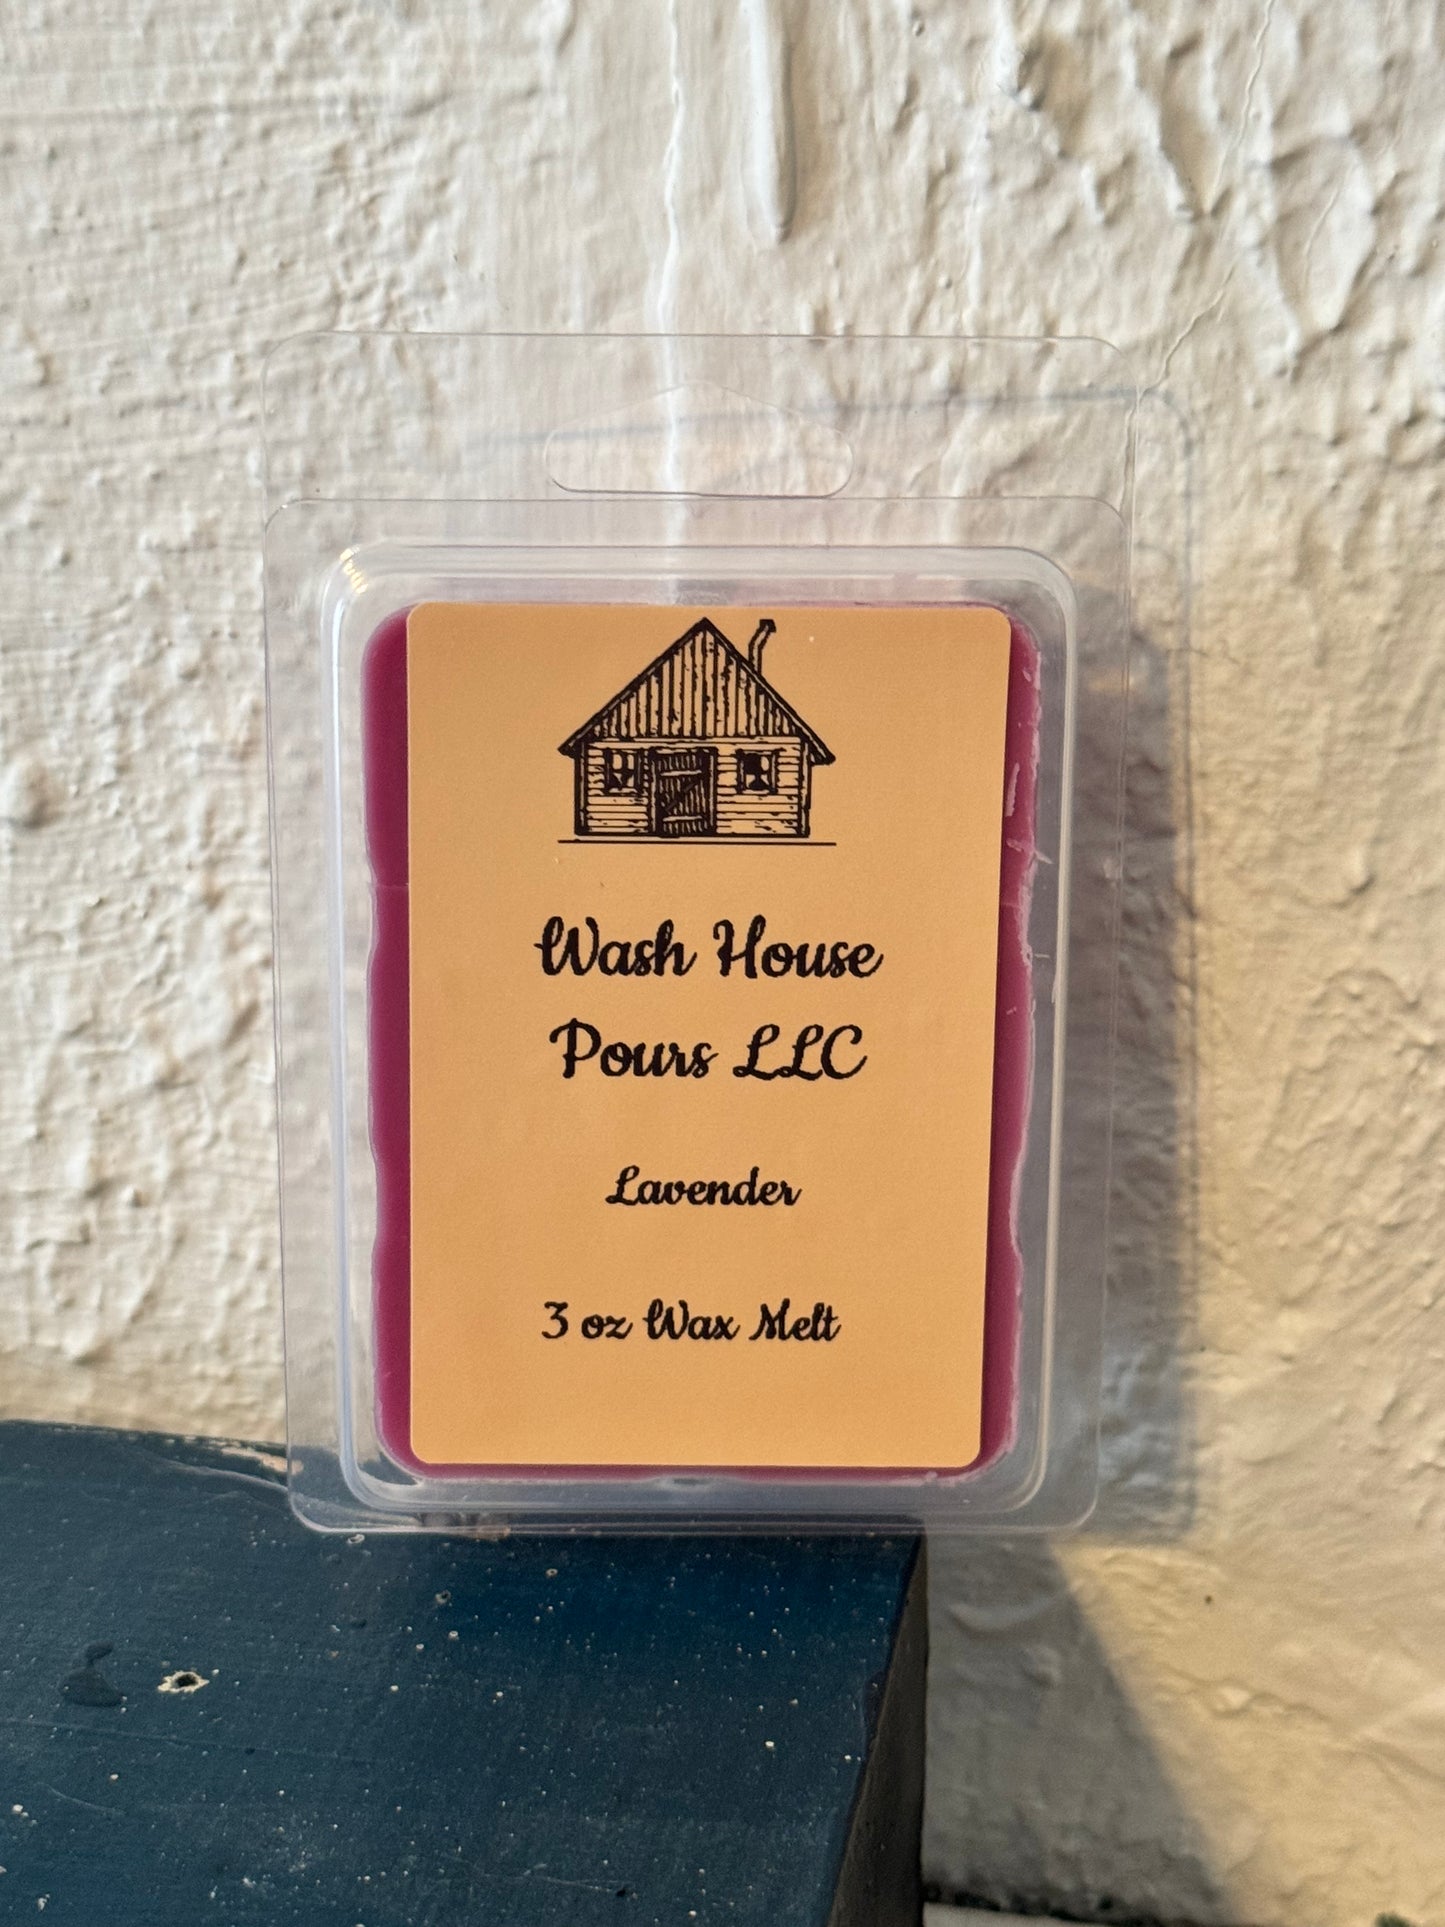 Wash House
Pours LLC
Lavender
3 oz Wax Melt